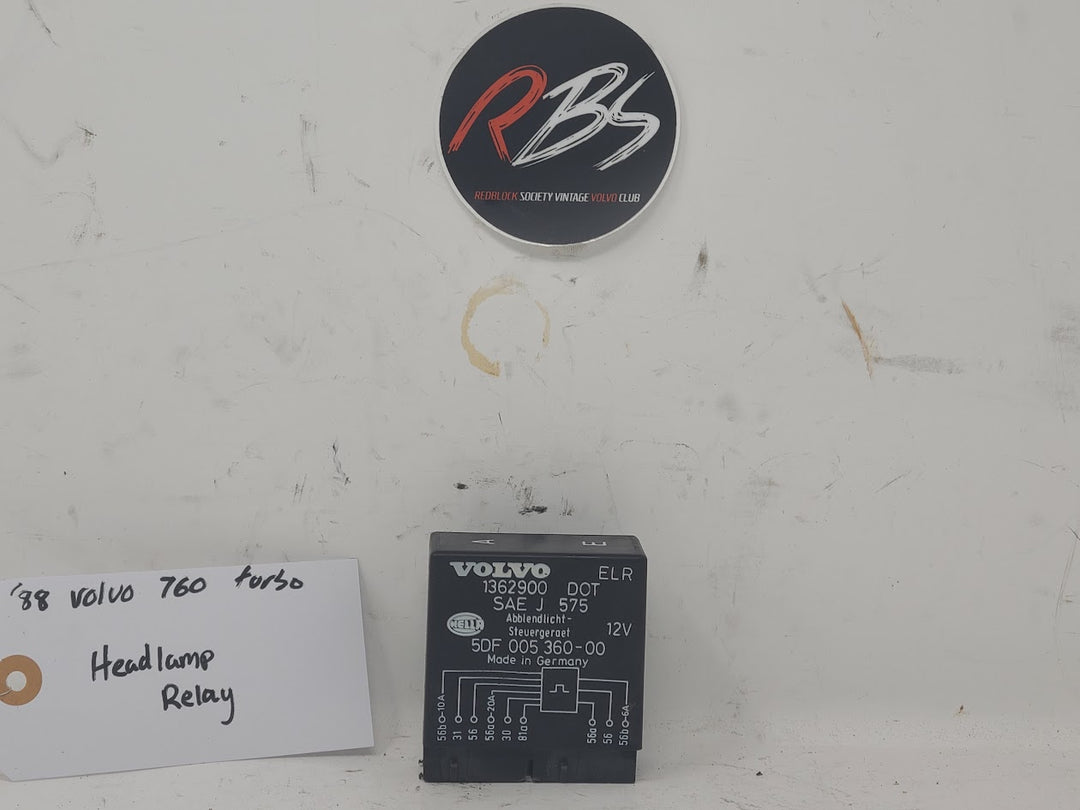 RBS
REDBLOCK SOCIETY VINTAGE VOLVO CLUB
A E
VOLVO ELR
1362900 DOT
SAE J 575
HELLA
Abblendlicht-
Steuergeraet
12V
5DF 005 360-00
Made in Germany
56b 10A
31
56
56a 20A
30
81a
56a
56
56b 6A
'88 Volvo 760 turbo
Headlamp
Relay